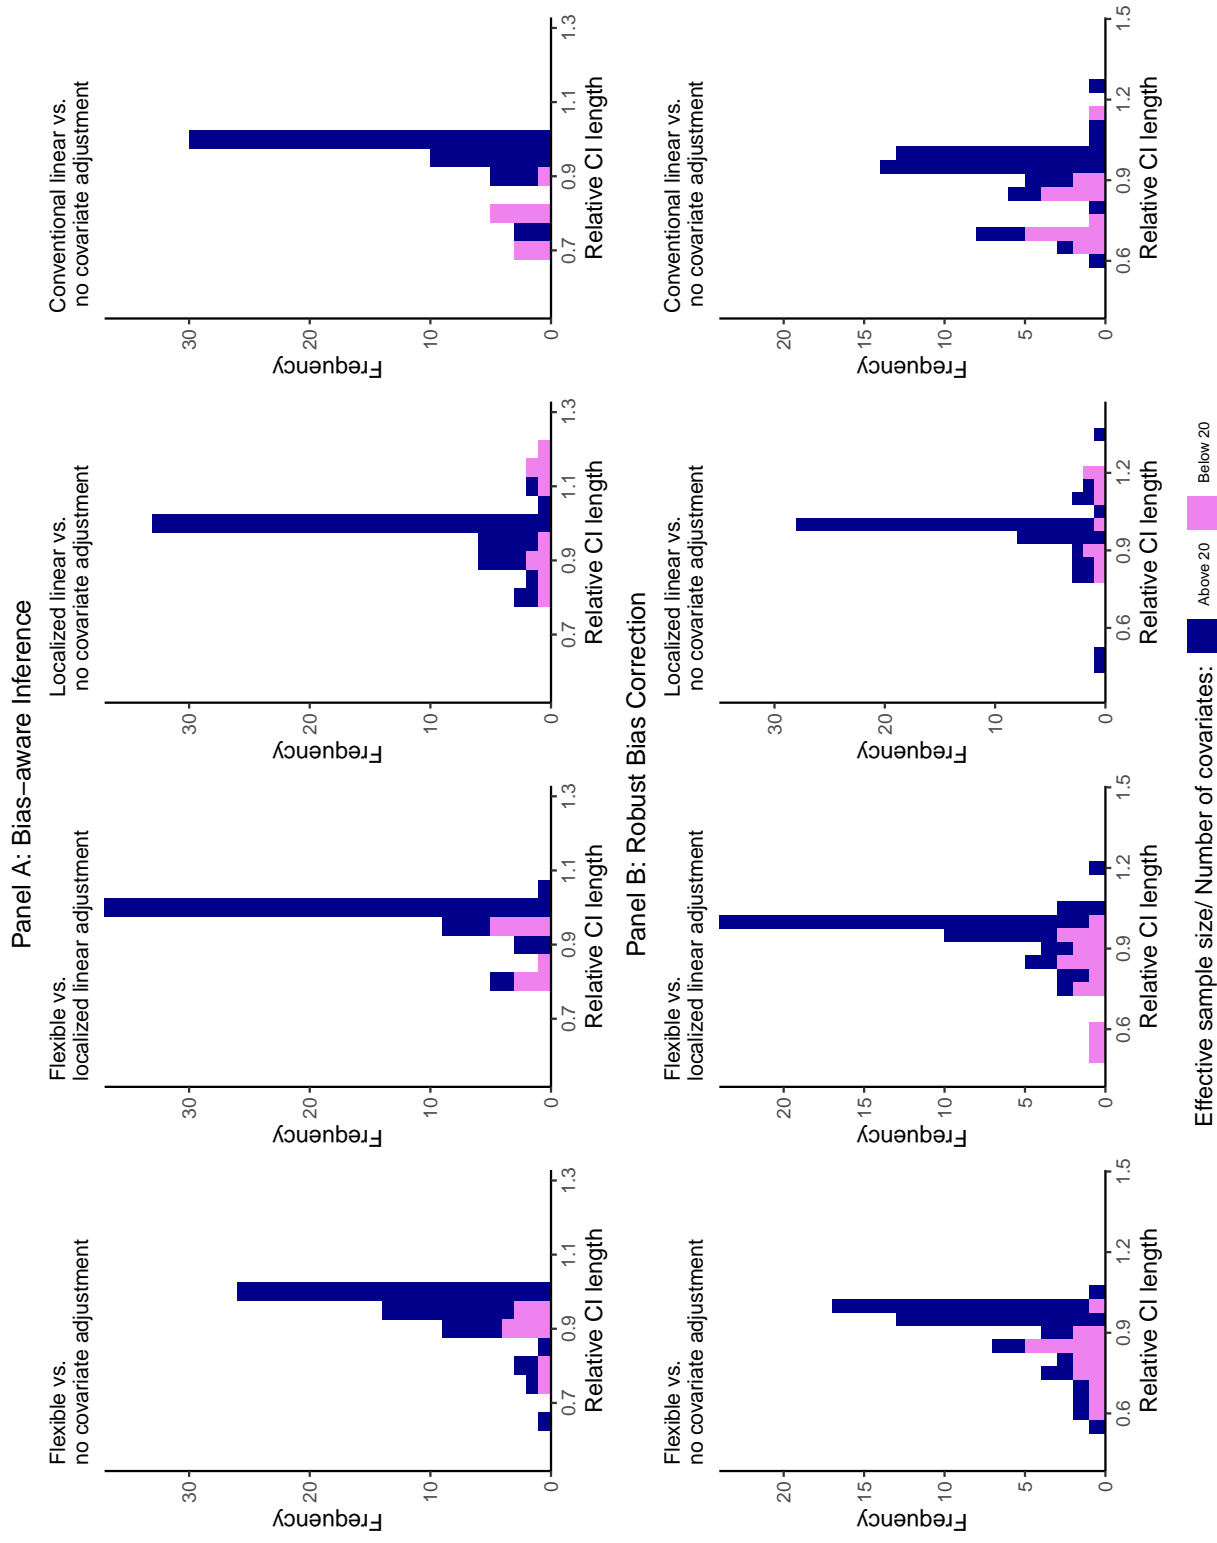 Panel A: Bias−aware Inference
Flexible vs.
no covariate adjustment
Frequency
0
10
20
30
0.7
0.9
1.1
1.3
Relative CI length
Flexible vs.
localized linear adjustment
Frequency
0
10
20
30
0.7
0.9
1.1
1.3
Relative CI length
Localized linear vs.
no covariate adjustment
Frequency
0
10
20
30
0.7
0.9
1.1
1.3
Relative CI length
Conventional linear vs.
no covariate adjustment
Frequency
0
10
20
30
0.7
0.9
1.1
1.3
Relative CI length
Panel B: Robust Bias Correction
Flexible vs.
no covariate adjustment
Frequency
0
5
10
15
20
0.6
0.9
1.2
1.5
Relative CI length
Flexible vs.
localized linear adjustment
Frequency
0
5
10
15
20
0.6
0.9
1.2
1.5
Relative CI length
Localized linear vs.
no covariate adjustment
Frequency
0
10
20
30
0.6
0.9
1.2
Relative CI length
Conventional linear vs.
no covariate adjustment
Frequency
0
5
10
15
20
0.6
0.9
1.2
1.5
Relative CI length
Effective sample size/ Number of covariates: Above 20 Below 20